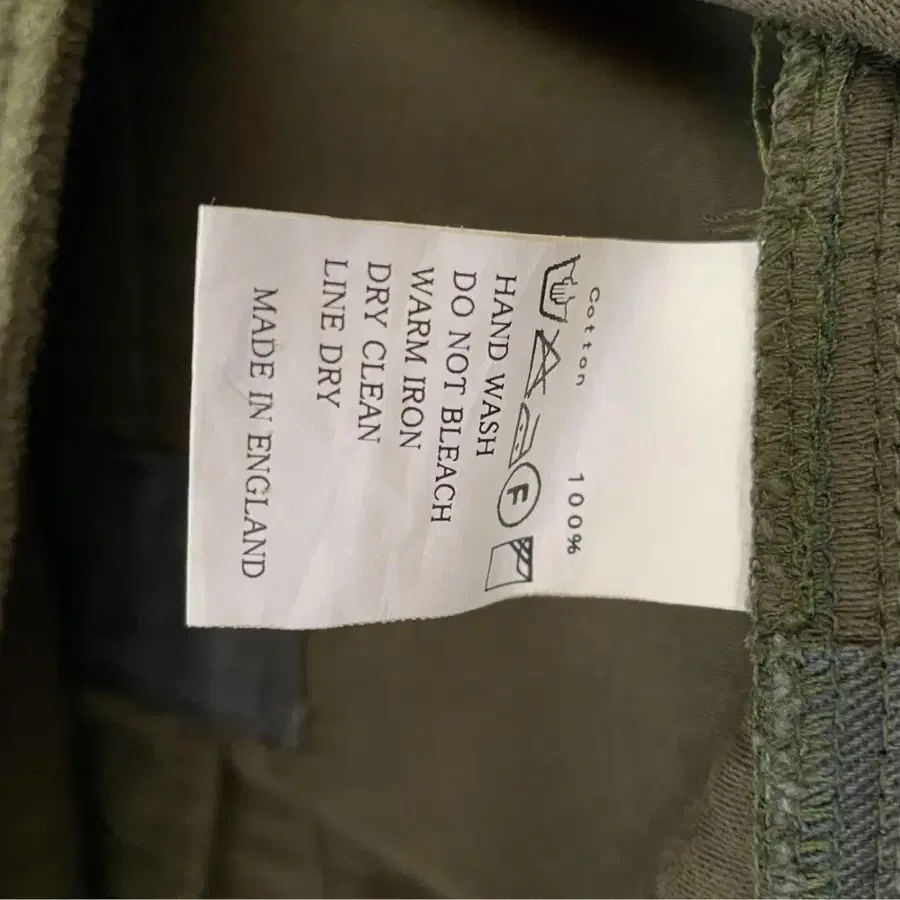 cotton 100%
F
HAND WASH
DO NOT BLEACH
WARM IRON
DRY CLEAN
LINE DRY
MADE IN ENGLAND